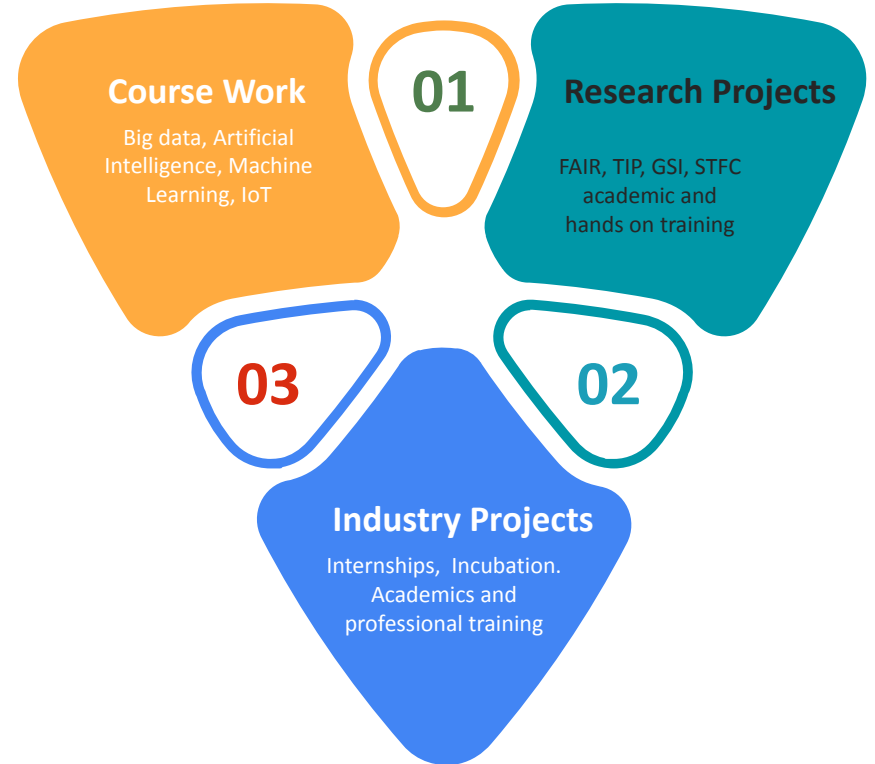 Course Work
Big data, Artificial
Intelligence, Machine
Learning, IoT
01
Research Projects
FAIR, TIP, GSI, STFC
academic and
hands on training
03
02
Industry Projects
Internships, Incubation.
Academics and
professional training